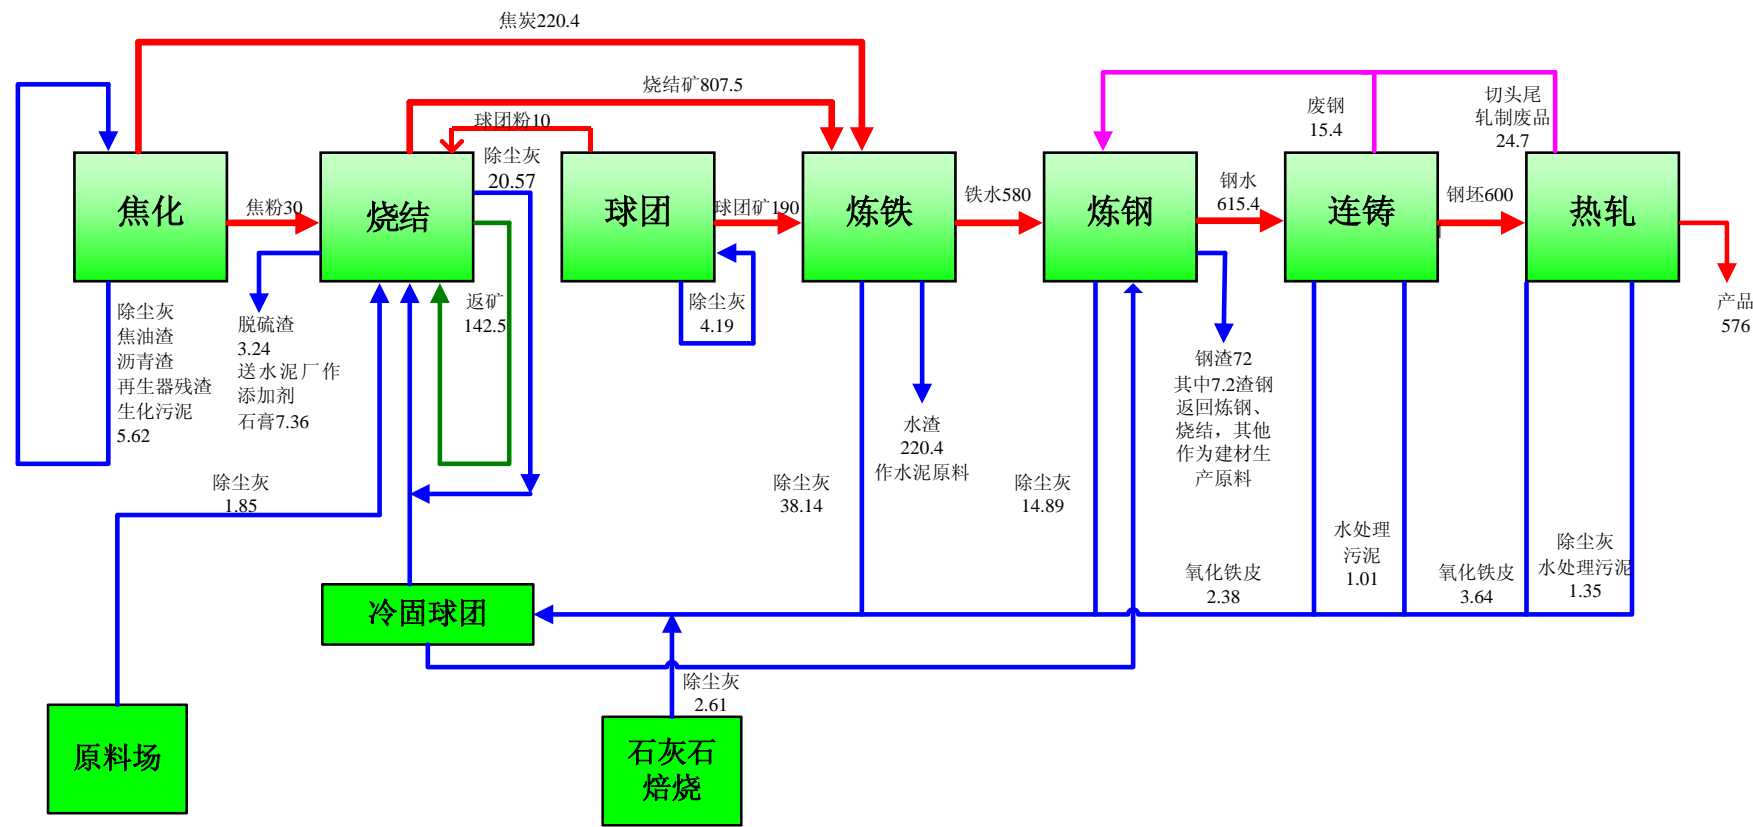 焦炭220.4
烧结矿807.5
球团粉10
废钢
15.4
切头尾
轧制废品
24.7
除尘灰
20.57
焦化
焦粉30
烧结
球团
球团矿190
炼铁
铁水580
炼钢
钢水
615.4
连铸
钢坯600
热轧
产品
576
除尘灰
焦油渣
沥青渣
再生器残渣
生化污泥
5.62
脱硫渣
3.24
送水泥厂作
添加剂
石膏7.36
返矿
142.5
除尘灰
4.19
水渣
220.4
作水泥原料
钢渣72
其中7.2渣钢
返回炼钢、
烧结，其他
作为建材生
产原料
除尘灰
1.85
除尘灰
38.14
除尘灰
14.89
氧化铁皮
2.38
水处理
污泥
1.01
氧化铁皮
3.64
除尘灰
水处理污泥
1.35
冷固球团
除尘灰
2.61
原料场
石灰石
焙烧